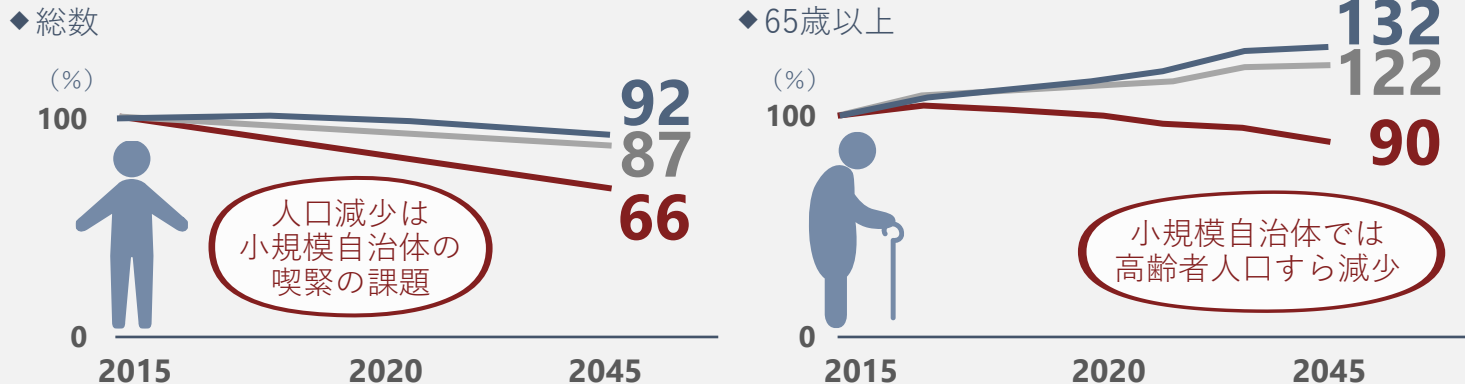 ◆総数
(%)
100
92
87
66
人口減少は
小規模自治体の
喫緊の課題
0
2015 2020 2045
◆65歳以上
(%)
100
132
122
90
小規模自治体では
高齢者人口すら減少
0
2015 2020 2045